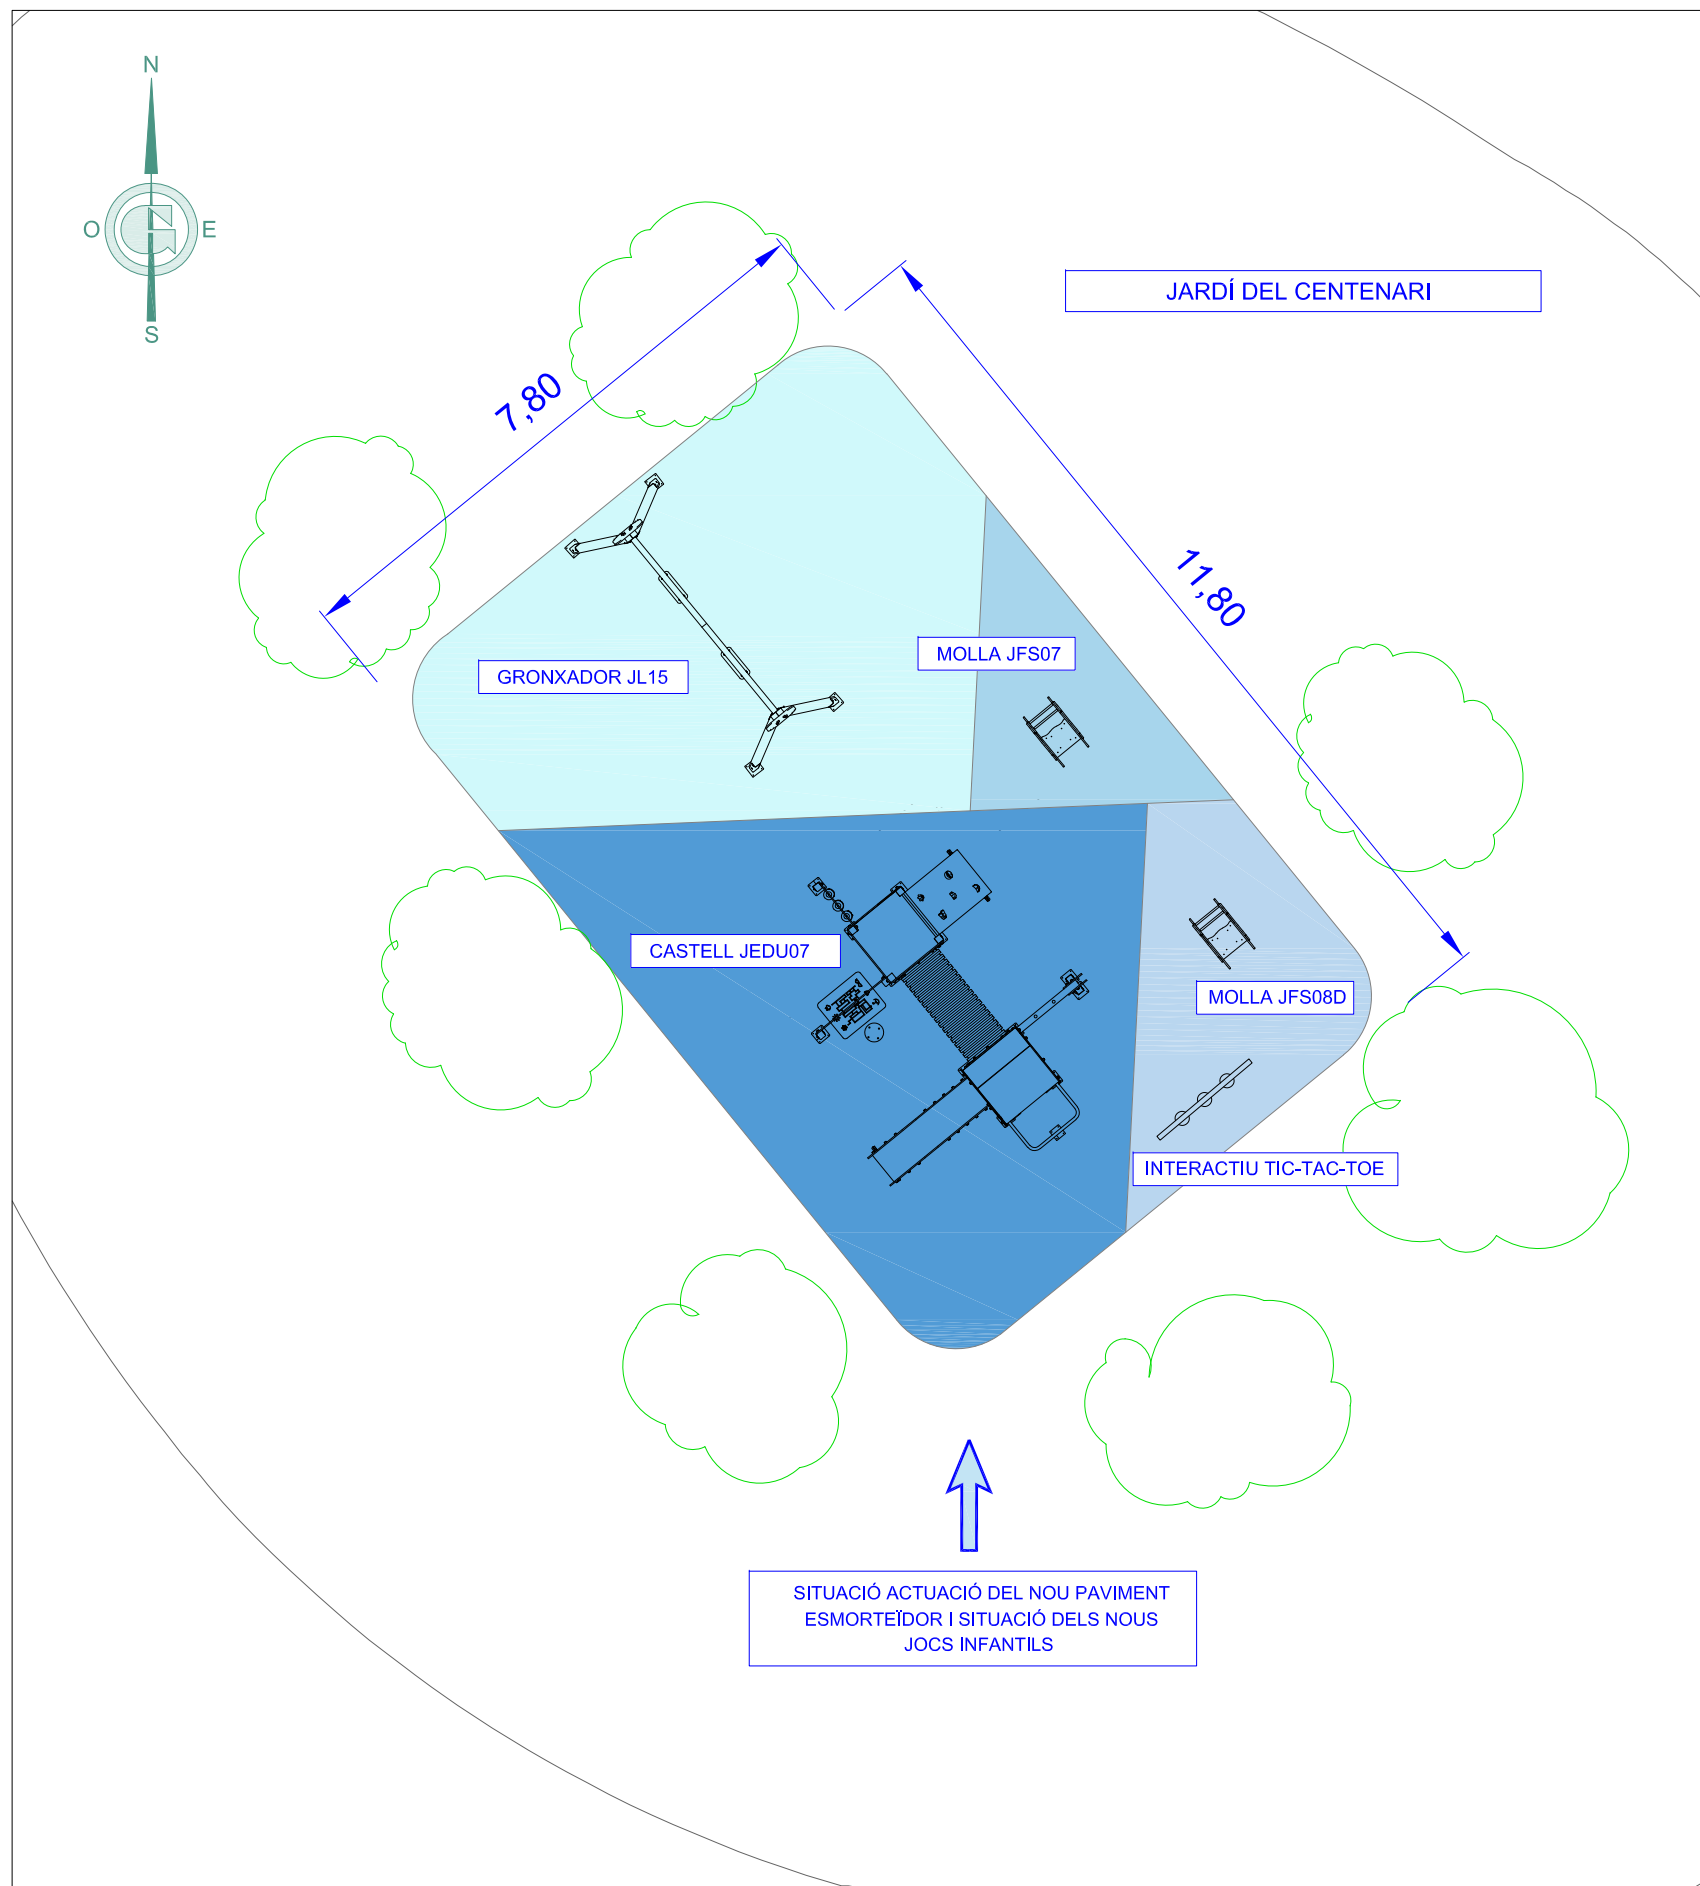 N
O
E
S
JARDÍ DEL CENTENARI
7,80
11,80
MOLLA JFS07
GRONXADOR JL15
CASTELL JEDU07
MOLLA JFS08D
INTERACTIU TIC-TAC-TOE
SITUACIÓ ACTUACIÓ DEL NOU PAVIMENT
ESMORTEÏDOR I SITUACIÓ DELS NOUS
JOCS INFANTILS